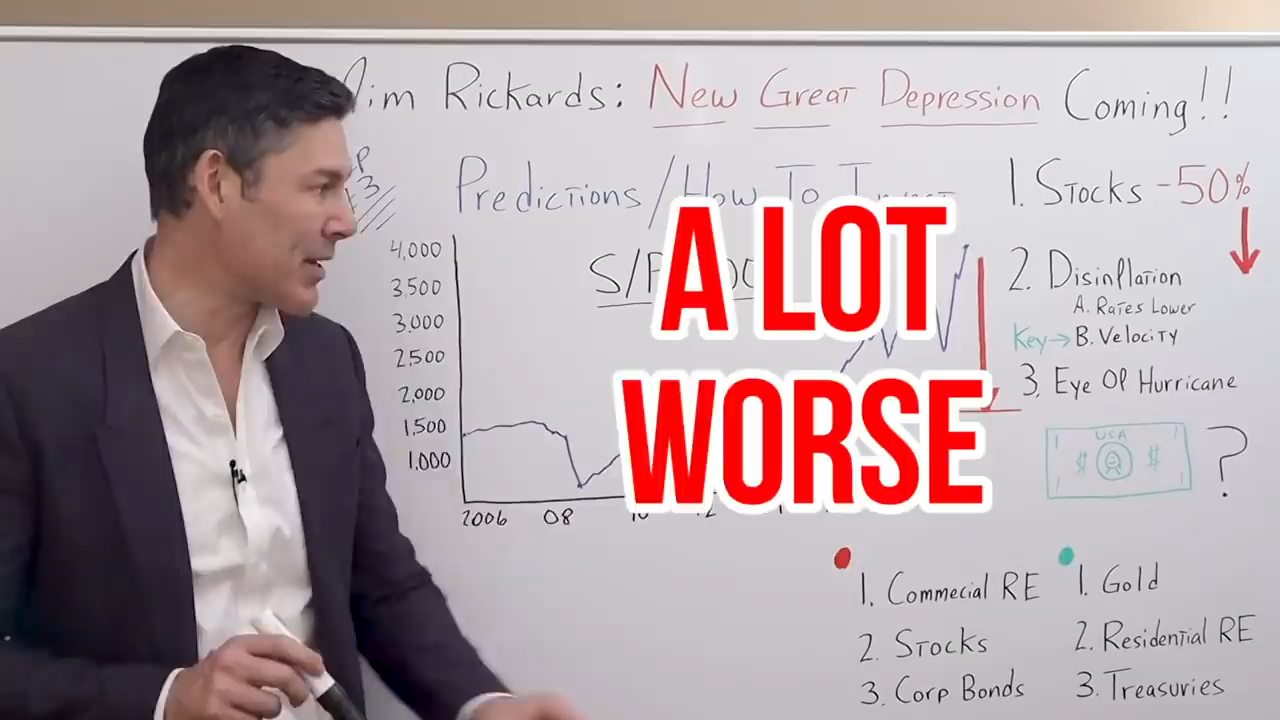 Jim Rickards: New Great Depression Coming!!
Predictions/How To Invest
1. Stocks -50%
A LOT
WORSE
2. Disinflation
A. Rates Lower
Key→ B. Velocity
3. Eye Of Hurricane
4,000
3,500
3,000
2,500
2,000
1,500
1,000
2006 08
USA
$ $
?
1. Commecial RE
2. Stocks
3. Corp Bonds
1. Gold
2. Residential RE
3. Treasuries